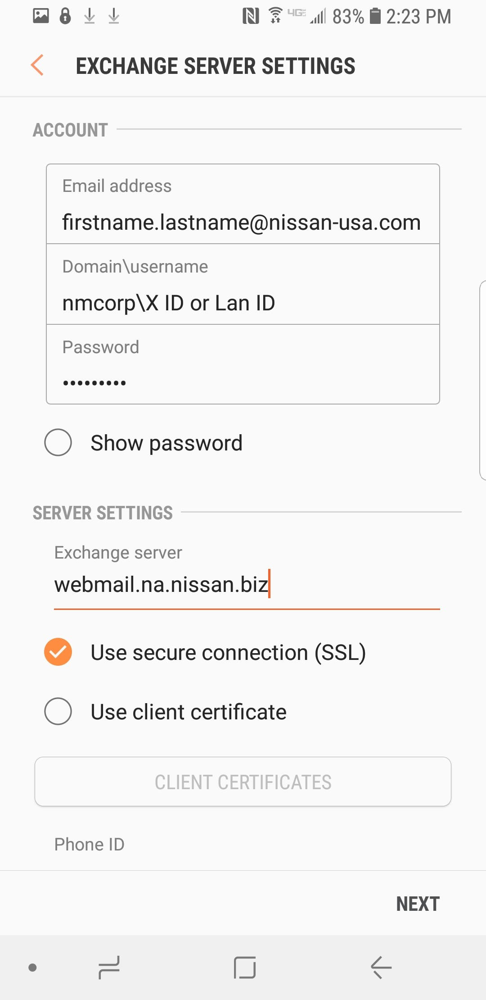 4G LTE 83% 2:23 PM
EXCHANGE SERVER SETTINGS
ACCOUNT
Email address
firstname.lastname@nissan-usa.com
Domain\username
nmcorp\X ID or Lan ID
Password
•••••••••
Show password
SERVER SETTINGS
Exchange server
webmail.na.nissan.biz
Use secure connection (SSL)
Use client certificate
CLIENT CERTIFICATES
Phone ID
NEXT